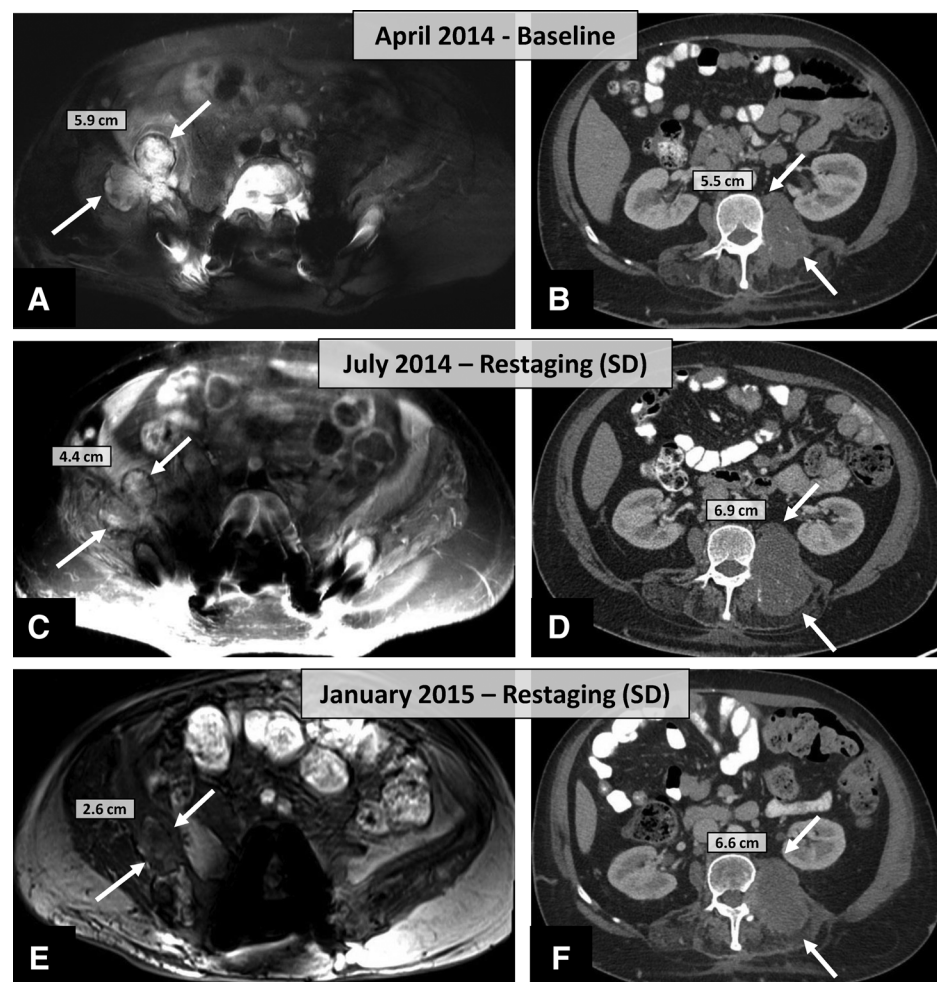 April 2014 - Baseline
5.9 cm
5.5 cm
A
B
July 2014 – Restaging (SD)
4.4 cm
6.9 cm
C
D
January 2015 – Restaging (SD)
2.6 cm
6.6 cm
E
F